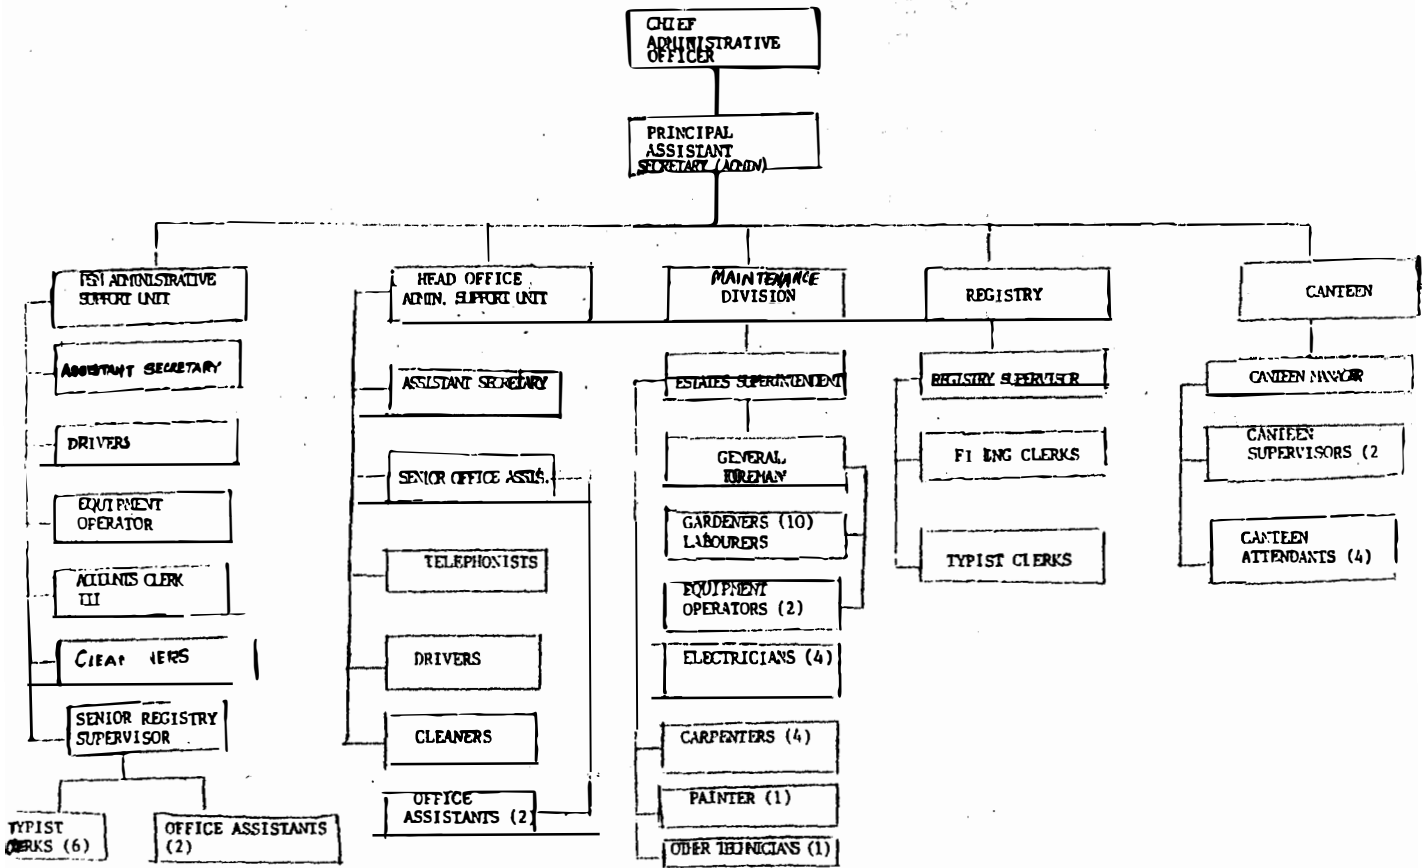 CHIEF
ADMINISTRATIVE
OFFICER
PRINCIPAL
ASSISTANT
SECRETARY (ADMIN)
ADMINISTRATIVE
SUPPORT UNIT
ASSISTANT SECRETARY
DRIVERS
EQUIPMENT
OPERATOR
ACCOUNTS CLERK
III
CLEANERS
SENIOR REGISTRY
SUPERVISOR
TYPIST
CLERKS (6)
OFFICE ASSISTANTS
(2)
HEAD OFFICE
ADMIN. SUPPORT UNIT
ASSISTANT SECRETARY
SENIOR OFFICE ASSIS.
TELEPHONISTS
DRIVERS
CLEANERS
OFFICE
ASSISTANTS (2)
MAINTENANCE
DIVISION
ESTATES SUPERINTENDENT
GENERAL
FOREMAN
GARDENERS (10)
LABOURERS
EQUIPMENT
OPERATORS (2)
ELECTRICIANS (4)
CARPENTERS (4)
PAINTER (1)
OTHER TECHNICIANS (1)
REGISTRY
REGISTRY SUPERVISOR
FILING CLERKS
TYPIST CLERKS
CANTEEN
CANTEEN MANAGER
CANTEEN
SUPERVISORS (2
CANTEEN
ATTENDANTS (4)